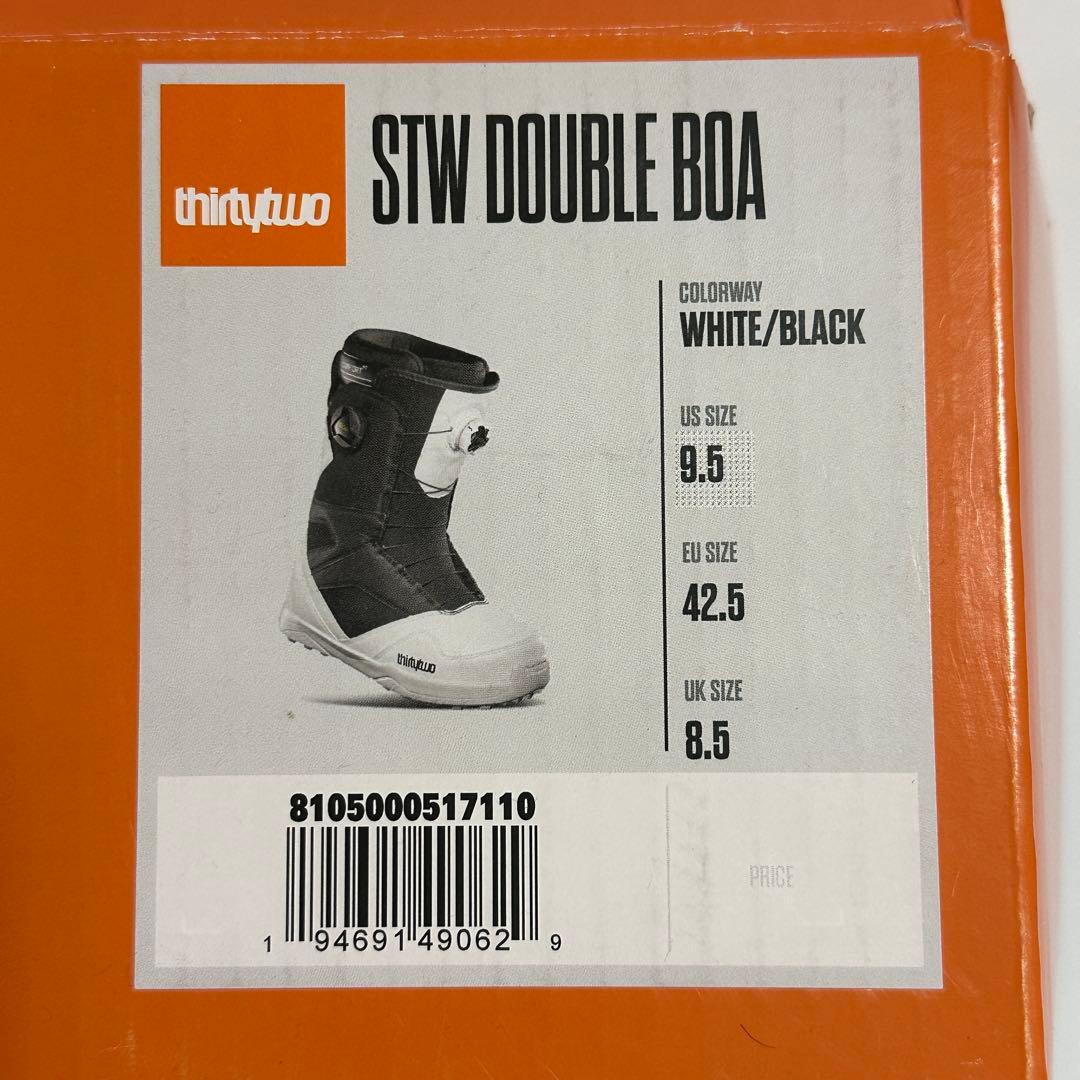 thirtytwo
STW DOUBLE BOA
COLORWAY
WHITE/BLACK
US SIZE
9.5
EU SIZE
42.5
UK SIZE
8.5
thirtytwo
8105000517110
1 94691 49062 9
PRICE